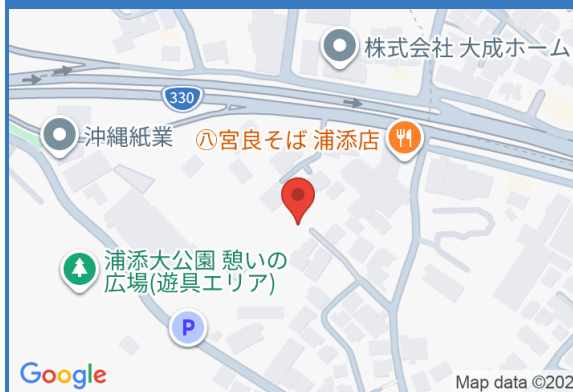 株式会社 大成ホーム
330
沖縄紙業
八宮良そば 浦添店
浦添大公園 憩いの
広場(遊具エリア)
P
Google
Map data ©202